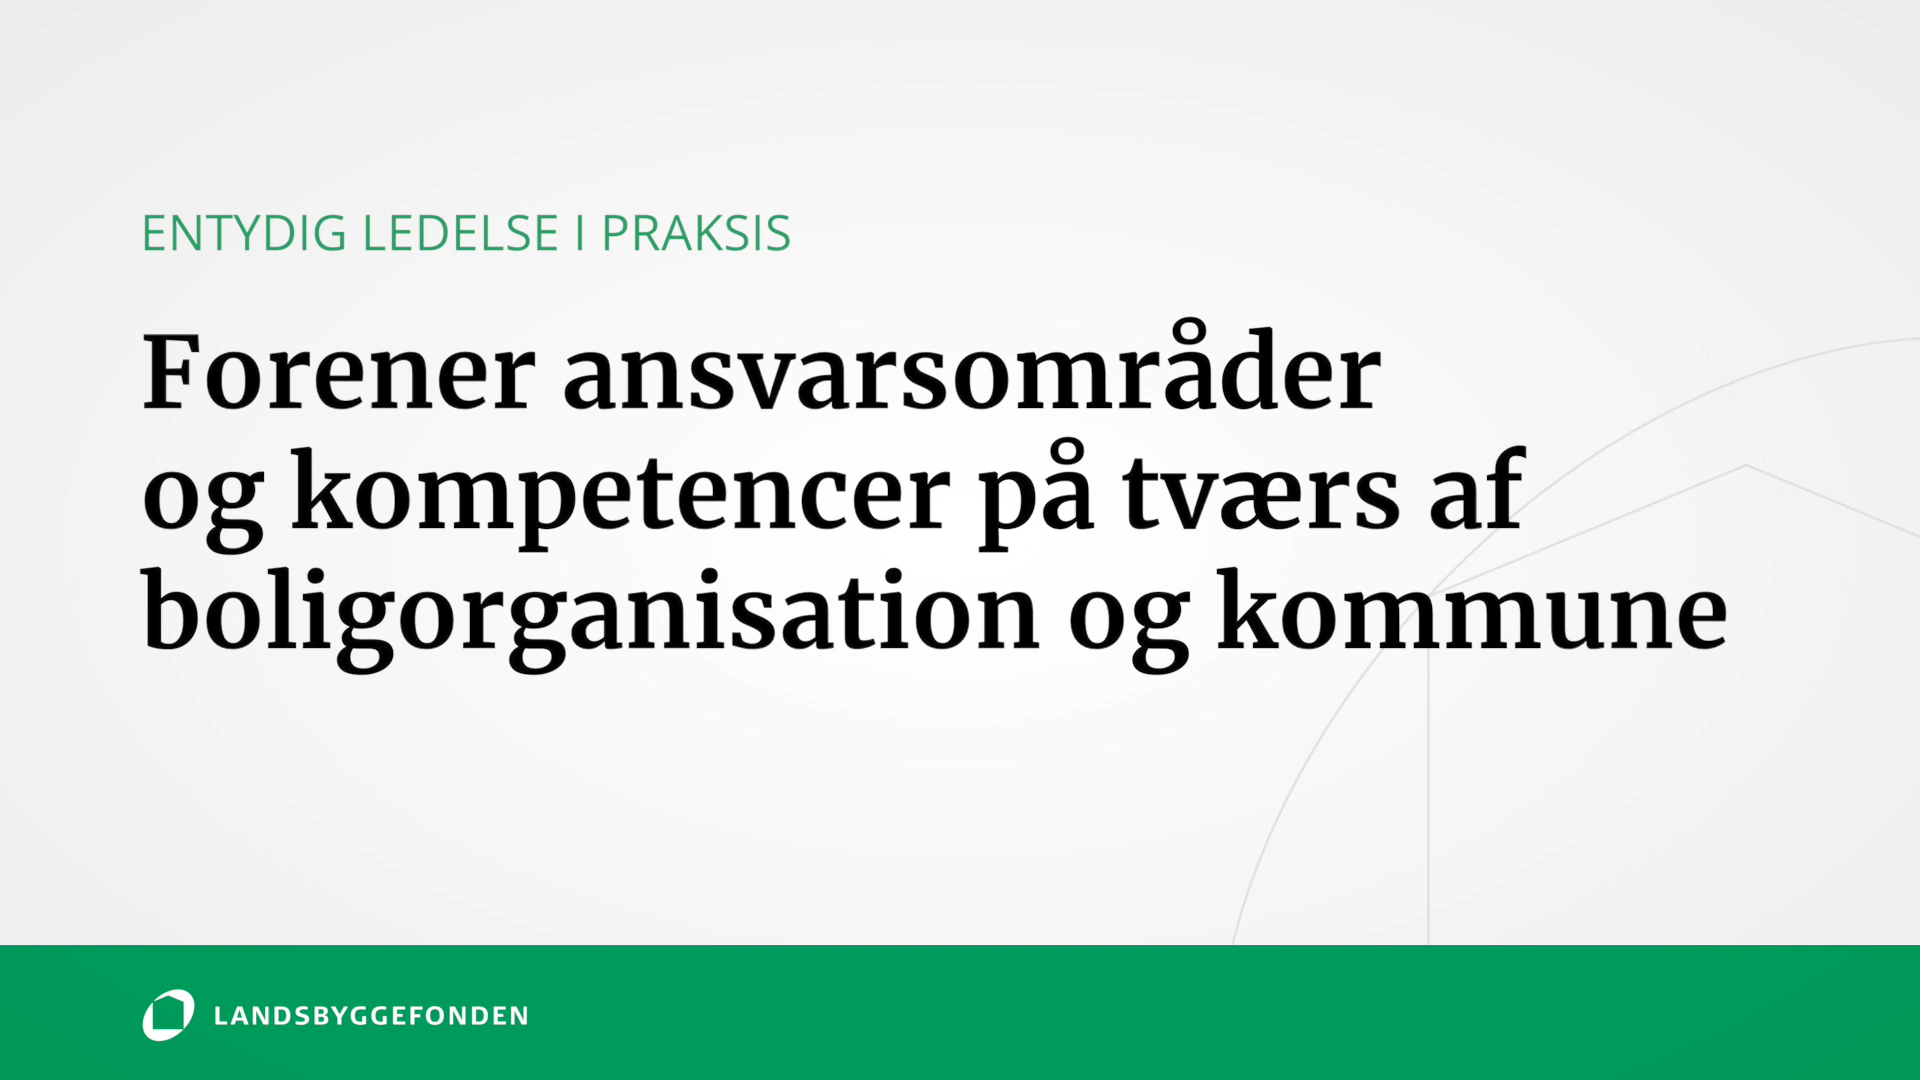 ENTYDIG LEDELSE I PRAKSIS
Forener ansvarsområder
og kompetencer på tværs af
boligorganisation og kommune
LANDSBYGGEFONDEN